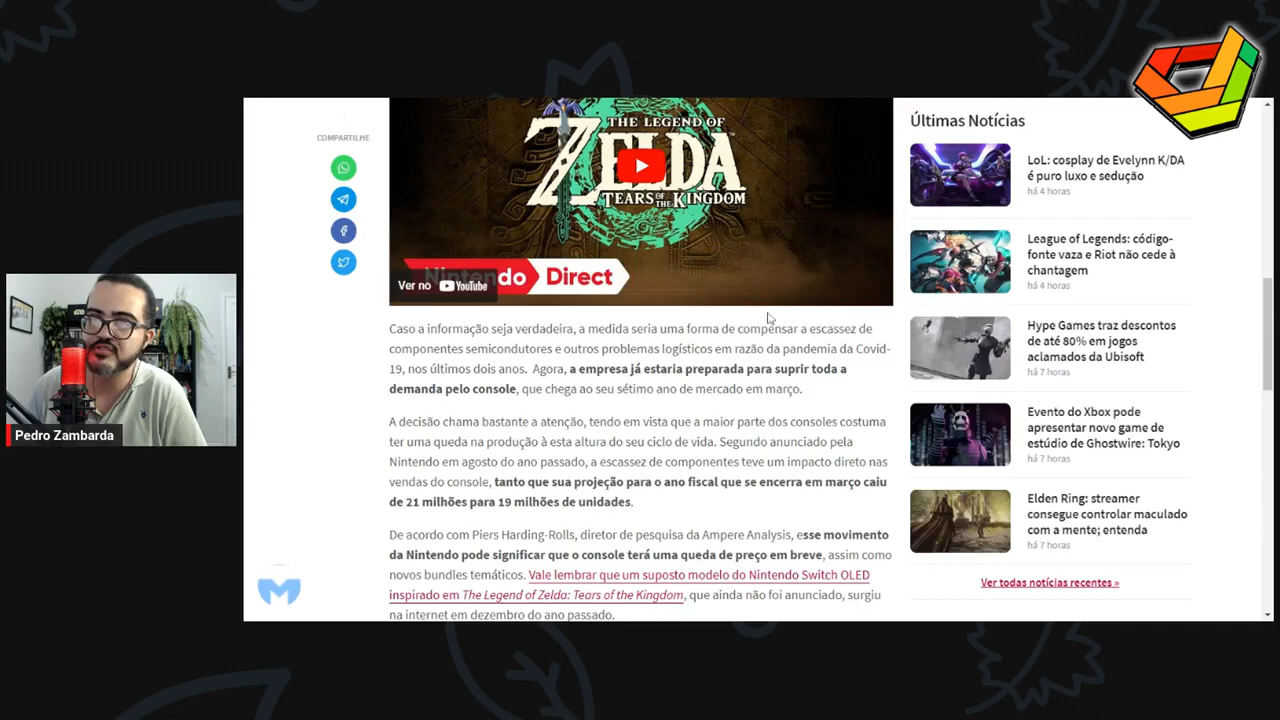 COMPARTILHE
THE LEGEND OF
ZELDA
TEARS OF THE KINGDOM
Nintendo Direct
Ver no YouTube
Caso a informação seja verdadeira, a medida seria uma forma de compensar a escassez de
componentes semicondutores e outros problemas logísticos em razão da pandemia da Covid-
19, nos últimos dois anos. Agora, a empresa já estaria preparada para suprir toda a
demanda pelo console, que chega ao seu sétimo ano de mercado em março.
A decisão chama bastante a atenção, tendo em vista que a maior parte dos consoles costuma
ter uma queda na produção à esta altura do seu ciclo de vida. Segundo anunciado pela
Nintendo em agosto do ano passado, a escassez de componentes teve um impacto direto nas
vendas do console, tanto que sua projeção para o ano fiscal que se encerra em março caiu
de 21 milhões para 19 milhões de unidades.
De acordo com Piers Harding-Rolls, diretor de pesquisa da Ampere Analysis, esse movimento
da Nintendo pode significar que o console terá uma queda de preço em breve, assim como
novos bundles temáticos. Vale lembrar que um suposto modelo do Nintendo Switch OLED
inspirado em The Legend of Zelda: Tears of the Kingdom, que ainda não foi anunciado, surgiu
na internet em dezembro do ano passado.
Últimas Notícias
LoL: cosplay de Evelynn K/DA
é puro luxo e sedução
há 4 horas
League of Legends: código-
fonte vaza e Riot não cede à
chantagem
há 4 horas
Hype Games traz descontos
de até 80% em jogos
aclamados da Ubisoft
há 7 horas
Evento do Xbox pode
apresentar novo game de
estúdio de Ghostwire: Tokyo
há 7 horas
Elden Ring: streamer
consegue controlar maculado
com a mente; entenda
há 7 horas
Ver todas notícias recentes »
Pedro Zambarda